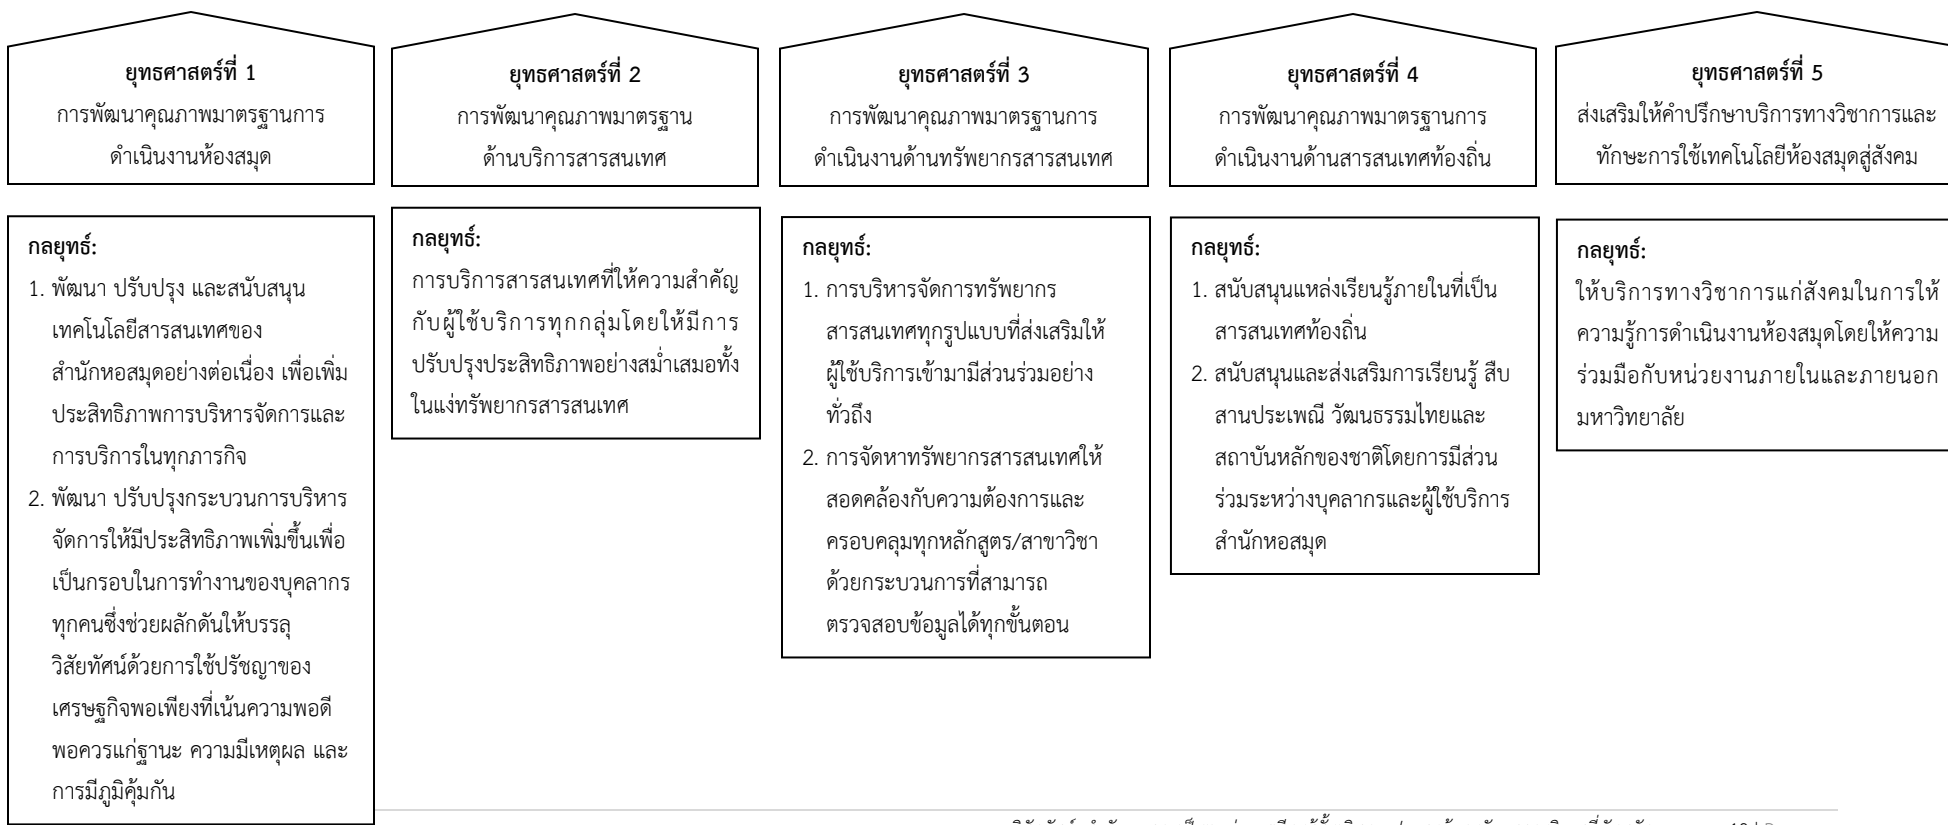 ยุทธศาสตร์ที่ 1
การพัฒนาคุณภาพมาตรฐานการ
ดำเนินงานห้องสมุด
ยุทธศาสตร์ที่ 2
การพัฒนาคุณภาพมาตรฐาน
ด้านบริการสารสนเทศ
ยุทธศาสตร์ที่ 3
การพัฒนาคุณภาพมาตรฐานการ
ดำเนินงานด้านทรัพยากรสารสนเทศ
ยุทธศาสตร์ที่ 4
การพัฒนาคุณภาพมาตรฐานการ
ดำเนินงานด้านสารสนเทศท้องถิ่น
ยุทธศาสตร์ที่ 5
ส่งเสริมให้คำปรึกษาบริการทางวิชาการและ
ทักษะการใช้เทคโนโลยีห้องสมุดสู่สังคม
กลยุทธ์:
1. พัฒนา ปรับปรุง และสนับสนุน
เทคโนโลยีสารสนเทศของ
สำนักหอสมุดอย่างต่อเนื่อง เพื่อเพิ่ม
ประสิทธิภาพการบริหารจัดการและ
การบริการในทุกภารกิจ
2. พัฒนา ปรับปรุงกระบวนการบริหาร
จัดการให้มีประสิทธิภาพเพิ่มขึ้นเพื่อ
เป็นกรอบในการทำงานของบุคลากร
ทุกคนซึ่งช่วยผลักดันให้บรรลุ
วิสัยทัศน์ด้วยการใช้ปรัชญาของ
เศรษฐกิจพอเพียงที่เน้นความพอดี
พอควรแก่ฐานะ ความมีเหตุผล และ
การมีภูมิคุ้มกัน
กลยุทธ์:
การบริการสารสนเทศที่ให้ความสำคัญ
กับผู้ใช้บริการทุกกลุ่มโดยให้มีการ
ปรับปรุงประสิทธิภาพอย่างสม่ำเสมอทั้ง
ในแง่ทรัพยากรสารสนเทศ
กลยุทธ์:
1. การบริหารจัดการทรัพยากร
สารสนเทศทุกรูปแบบที่ส่งเสริมให้
ผู้ใช้บริการเข้ามามีส่วนร่วมอย่าง
ทั่วถึง
2. การจัดหาทรัพยากรสารสนเทศให้
สอดคล้องกับความต้องการและ
ครอบคลุมทุกหลักสูตร/สาขาวิชา
ด้วยกระบวนการที่สามารถ
ตรวจสอบข้อมูลได้ทุกขั้นตอน
กลยุทธ์:
1. สนับสนุนแหล่งเรียนรู้ภายในที่เป็น
สารสนเทศท้องถิ่น
2. สนับสนุนและส่งเสริมการเรียนรู้ สืบ
สานประเพณี วัฒนธรรมไทยและ
สถาบันหลักของชาติโดยการมีส่วน
ร่วมระหว่างบุคลากรและผู้ใช้บริการ
สำนักหอสมุด
กลยุทธ์:
ให้บริการทางวิชาการแก่สังคมในการให้
ความรู้การดำเนินงานห้องสมุดโดยให้ความ
ร่วมมือกับหน่วยงานภายในและภายนอก
มหาวิทยาลัย